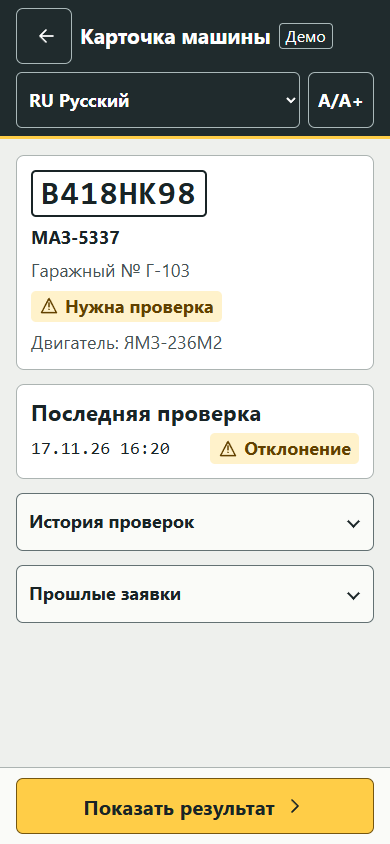 ← Карточка машины Демо
RU Русский A/A+
В418НК98
МАЗ-5337
Гаражный № Г-103
⚠ Нужна проверка
Двигатель: ЯМЗ-236М2
Последняя проверка
17.11.26 16:20 ⚠ Отклонение
История проверок
Прошлые заявки
Показать результат